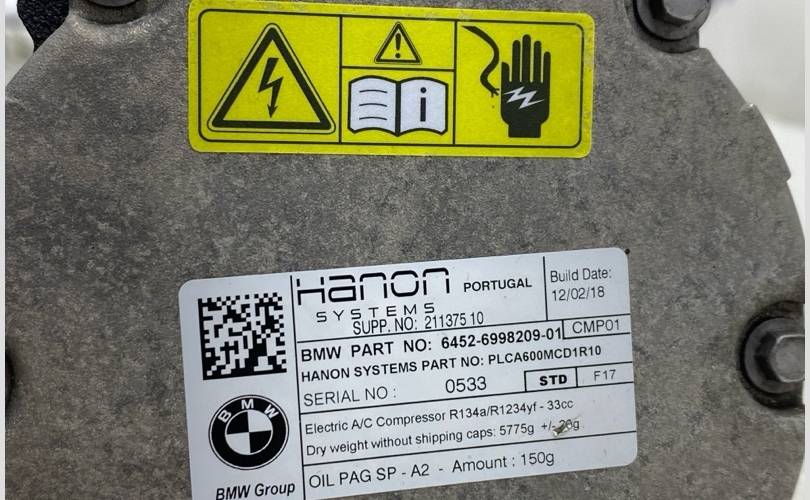 i
HANON
SYSTEMS
PORTUGAL
Build Date:
12/02/18
SUPP. NO: 21137510
BMW PART NO: 6452-6998209-01 CMP01
HANON SYSTEMS PART NO: PLCA600MCD1R10
SERIAL NO : 0533 STD F17
Electric A/C Compressor R134a/R1234yf - 33cc
Dry weight without shipping caps: 5775g +/- 20g
OIL PAG SP - A2 - Amount : 150g
BMW
BMW Group